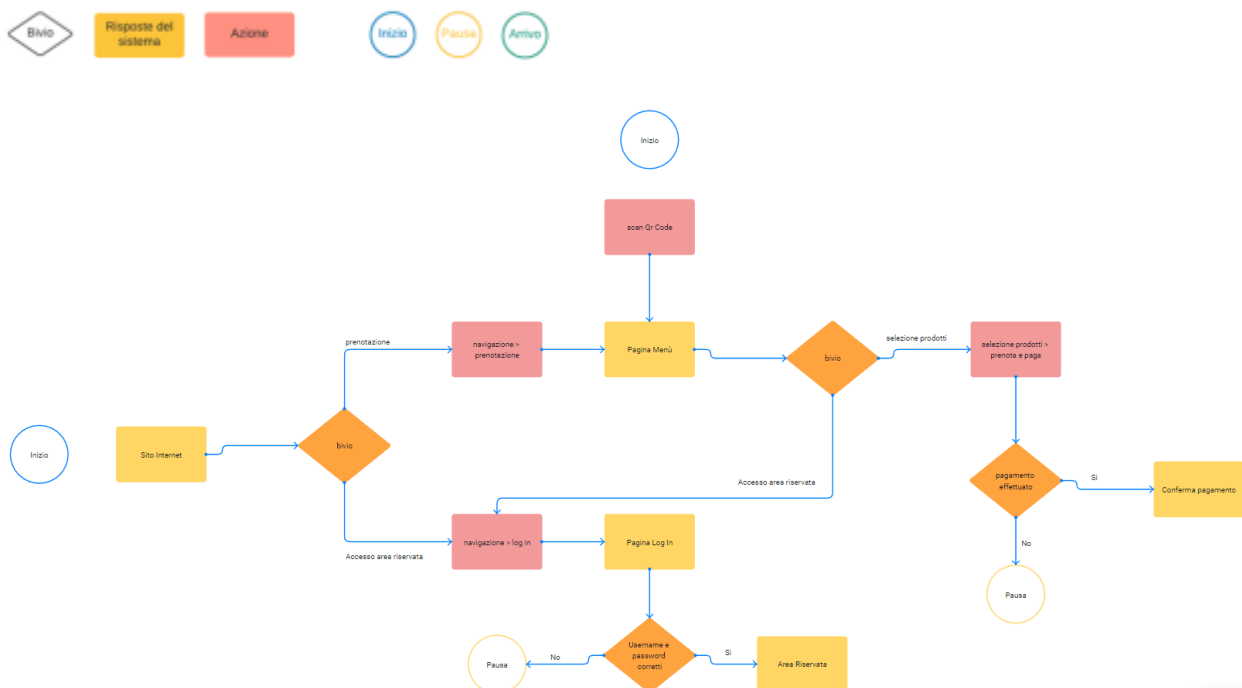 Bivio
Risposte del
sistema
Azione
Inizio
Pausa
Arrivo
Inizio
scan Qr Code
prenotazione
navigazione >
prenotazione
Pagina Menù
bivio
selezione prodotti
selezione prodotti >
prenota e paga
Inizio
Sito Internet
bivio
Accesso area riservata
pagamento
effettuato
Si
Conferma pagamento
Accesso area riservata
navigazione > log in
Pagina Log In
No
Pausa
Username e
password
corretti
No
Pausa
Si
Area Riservata